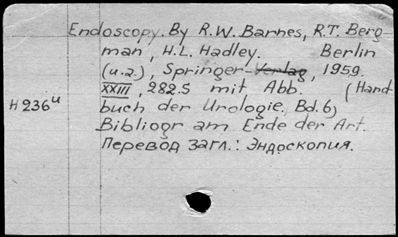 Endoscopy. By R.W. Barnes, R.T. Berg
man, H.L. Hadley. Berlin
(u.a.), Springer-Verlag, 1959.
XXIII, 282.S mit Abb. (Hand
H236u buch der Urologie, Bd.6)
Bibliogr am Ende der Art.
Перевод загл.: Эндоскопия.